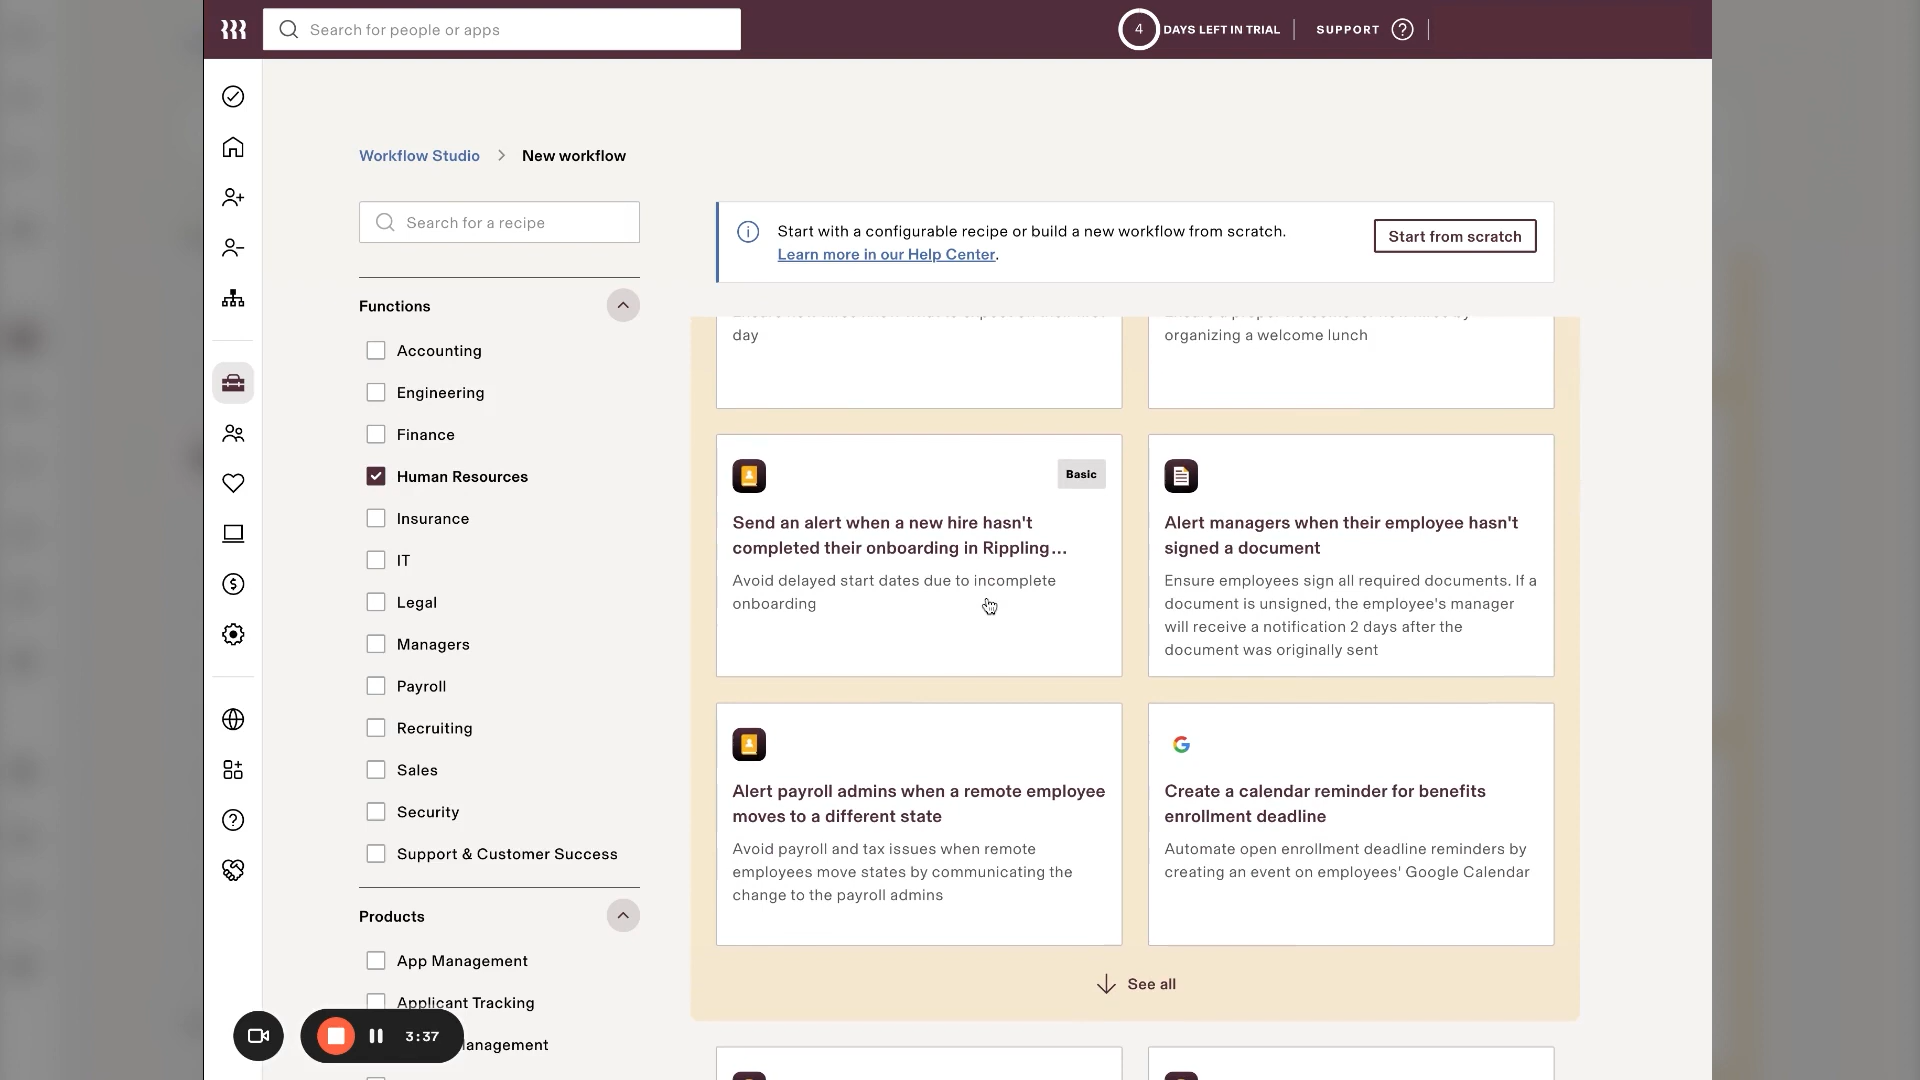 Search for people or apps
4
DAYS LEFT IN TRIAL
SUPPORT
Workflow Studio
New workflow
Search for a recipe
Start with a configurable recipe or build a new workflow from scratch.
Learn more in our Help Center.
Start from scratch
Functions
Accounting
Engineering
Finance
Human Resources
Insurance
IT
Legal
Managers
Payroll
Recruiting
Sales
Security
Support & Customer Success
Products
App Management
Applicant Tracking
anagement
day
organizing a welcome lunch
Basic
Send an alert when a new hire hasn't
completed their onboarding in Rippling...
Avoid delayed start dates due to incomplete
onboarding
Alert managers when their employee hasn't
signed a document
Ensure employees sign all required documents. If a
document is unsigned, the employee's manager
will receive a notification 2 days after the
document was originally sent
Alert payroll admins when a remote employee
moves to a different state
Avoid payroll and tax issues when remote
employees move states by communicating the
change to the payroll admins
G
Create a calendar reminder for benefits
enrollment deadline
Automate open enrollment deadline reminders by
creating an event on employees' Google Calendar
See all
3:37